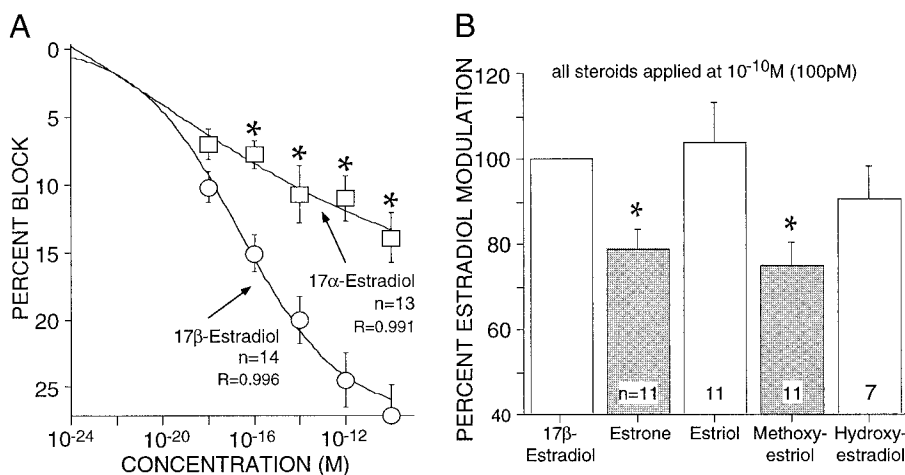 A
PERCENT BLOCK
0
5
10
15
20
25
*
*
*
*
17α-Estradiol
n=13
R=0.991
17β-Estradiol
n=14
R=0.996
10-24
10-20
10-16
10-12
CONCENTRATION (M)
B
PERCENT ESTRADIOL MODULATION
120
100
80
60
40
all steroids applied at 10-10M (100pM)
*
*
n=11
11
11
7
17β-
Estradiol
Estrone
Estriol
Methoxy-
estriol
Hydroxy-
estradiol